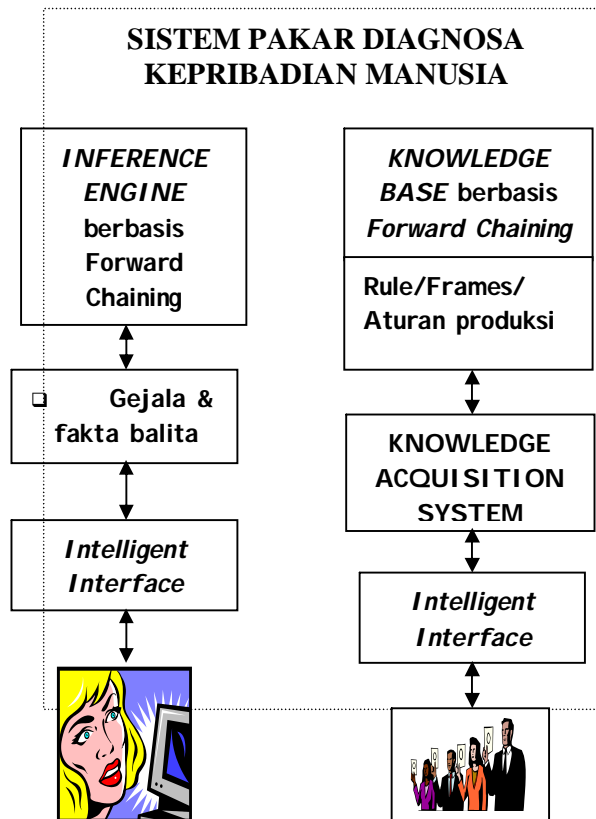 SISTEM PAKAR DIAGNOSA
KEPRIBADIAN MANUSIA
INFERENCE
ENGINE
berbasis
Forward
Chaining
Gejala &
fakta balita
Intelligent
Interface
KNOWLEDGE
BASE berbasis
Forward Chaining
Rule/Frames/
Aturan produksi
KNOWLEDGE
ACQUISITION
SYSTEM
Intelligent
Interface